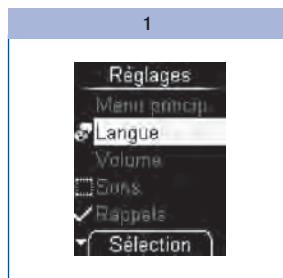 1
Réglages
Menu princip.
Langue
Volume
Sons
Rappels
Sélection